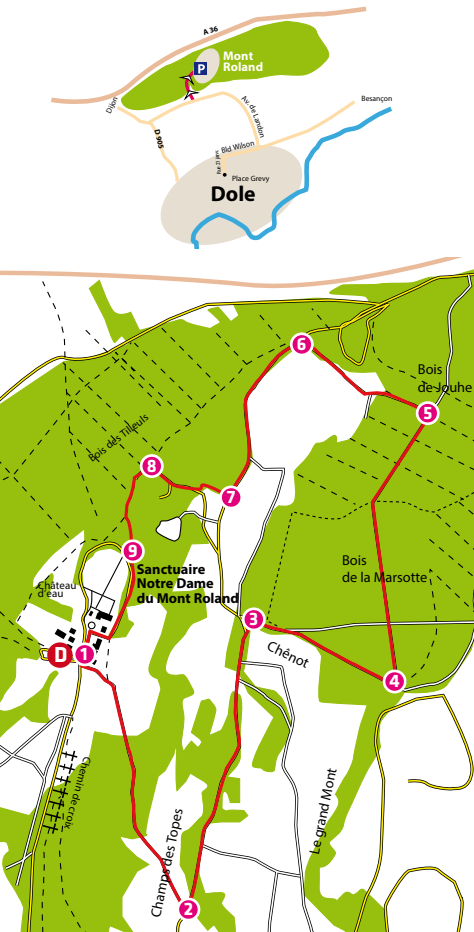 A 36
P
Mont
Roland
Dijon
D 905
Av. de Landon
Besançon
Bld Wilson
Place Grevy
Dole
6
Bois
de Jouhe
5
Bois des Tilleuls
8
7
9
Sanctuaire
Notre Dame
du Mont Roland
Château
d'eau
Bois
de la Marsotte
3
Chênot
D
1
4
Chemin de croix
Le grand Mont
Champs des Topes
2